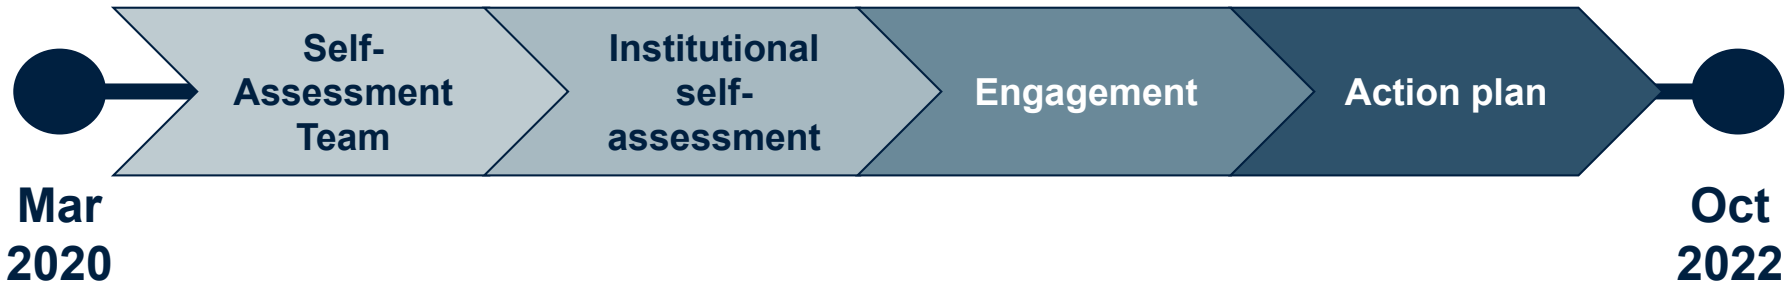 Self-
Assessment
Team
Institutional
self-
assessment
Engagement
Action plan
Mar
2020
Oct
2022